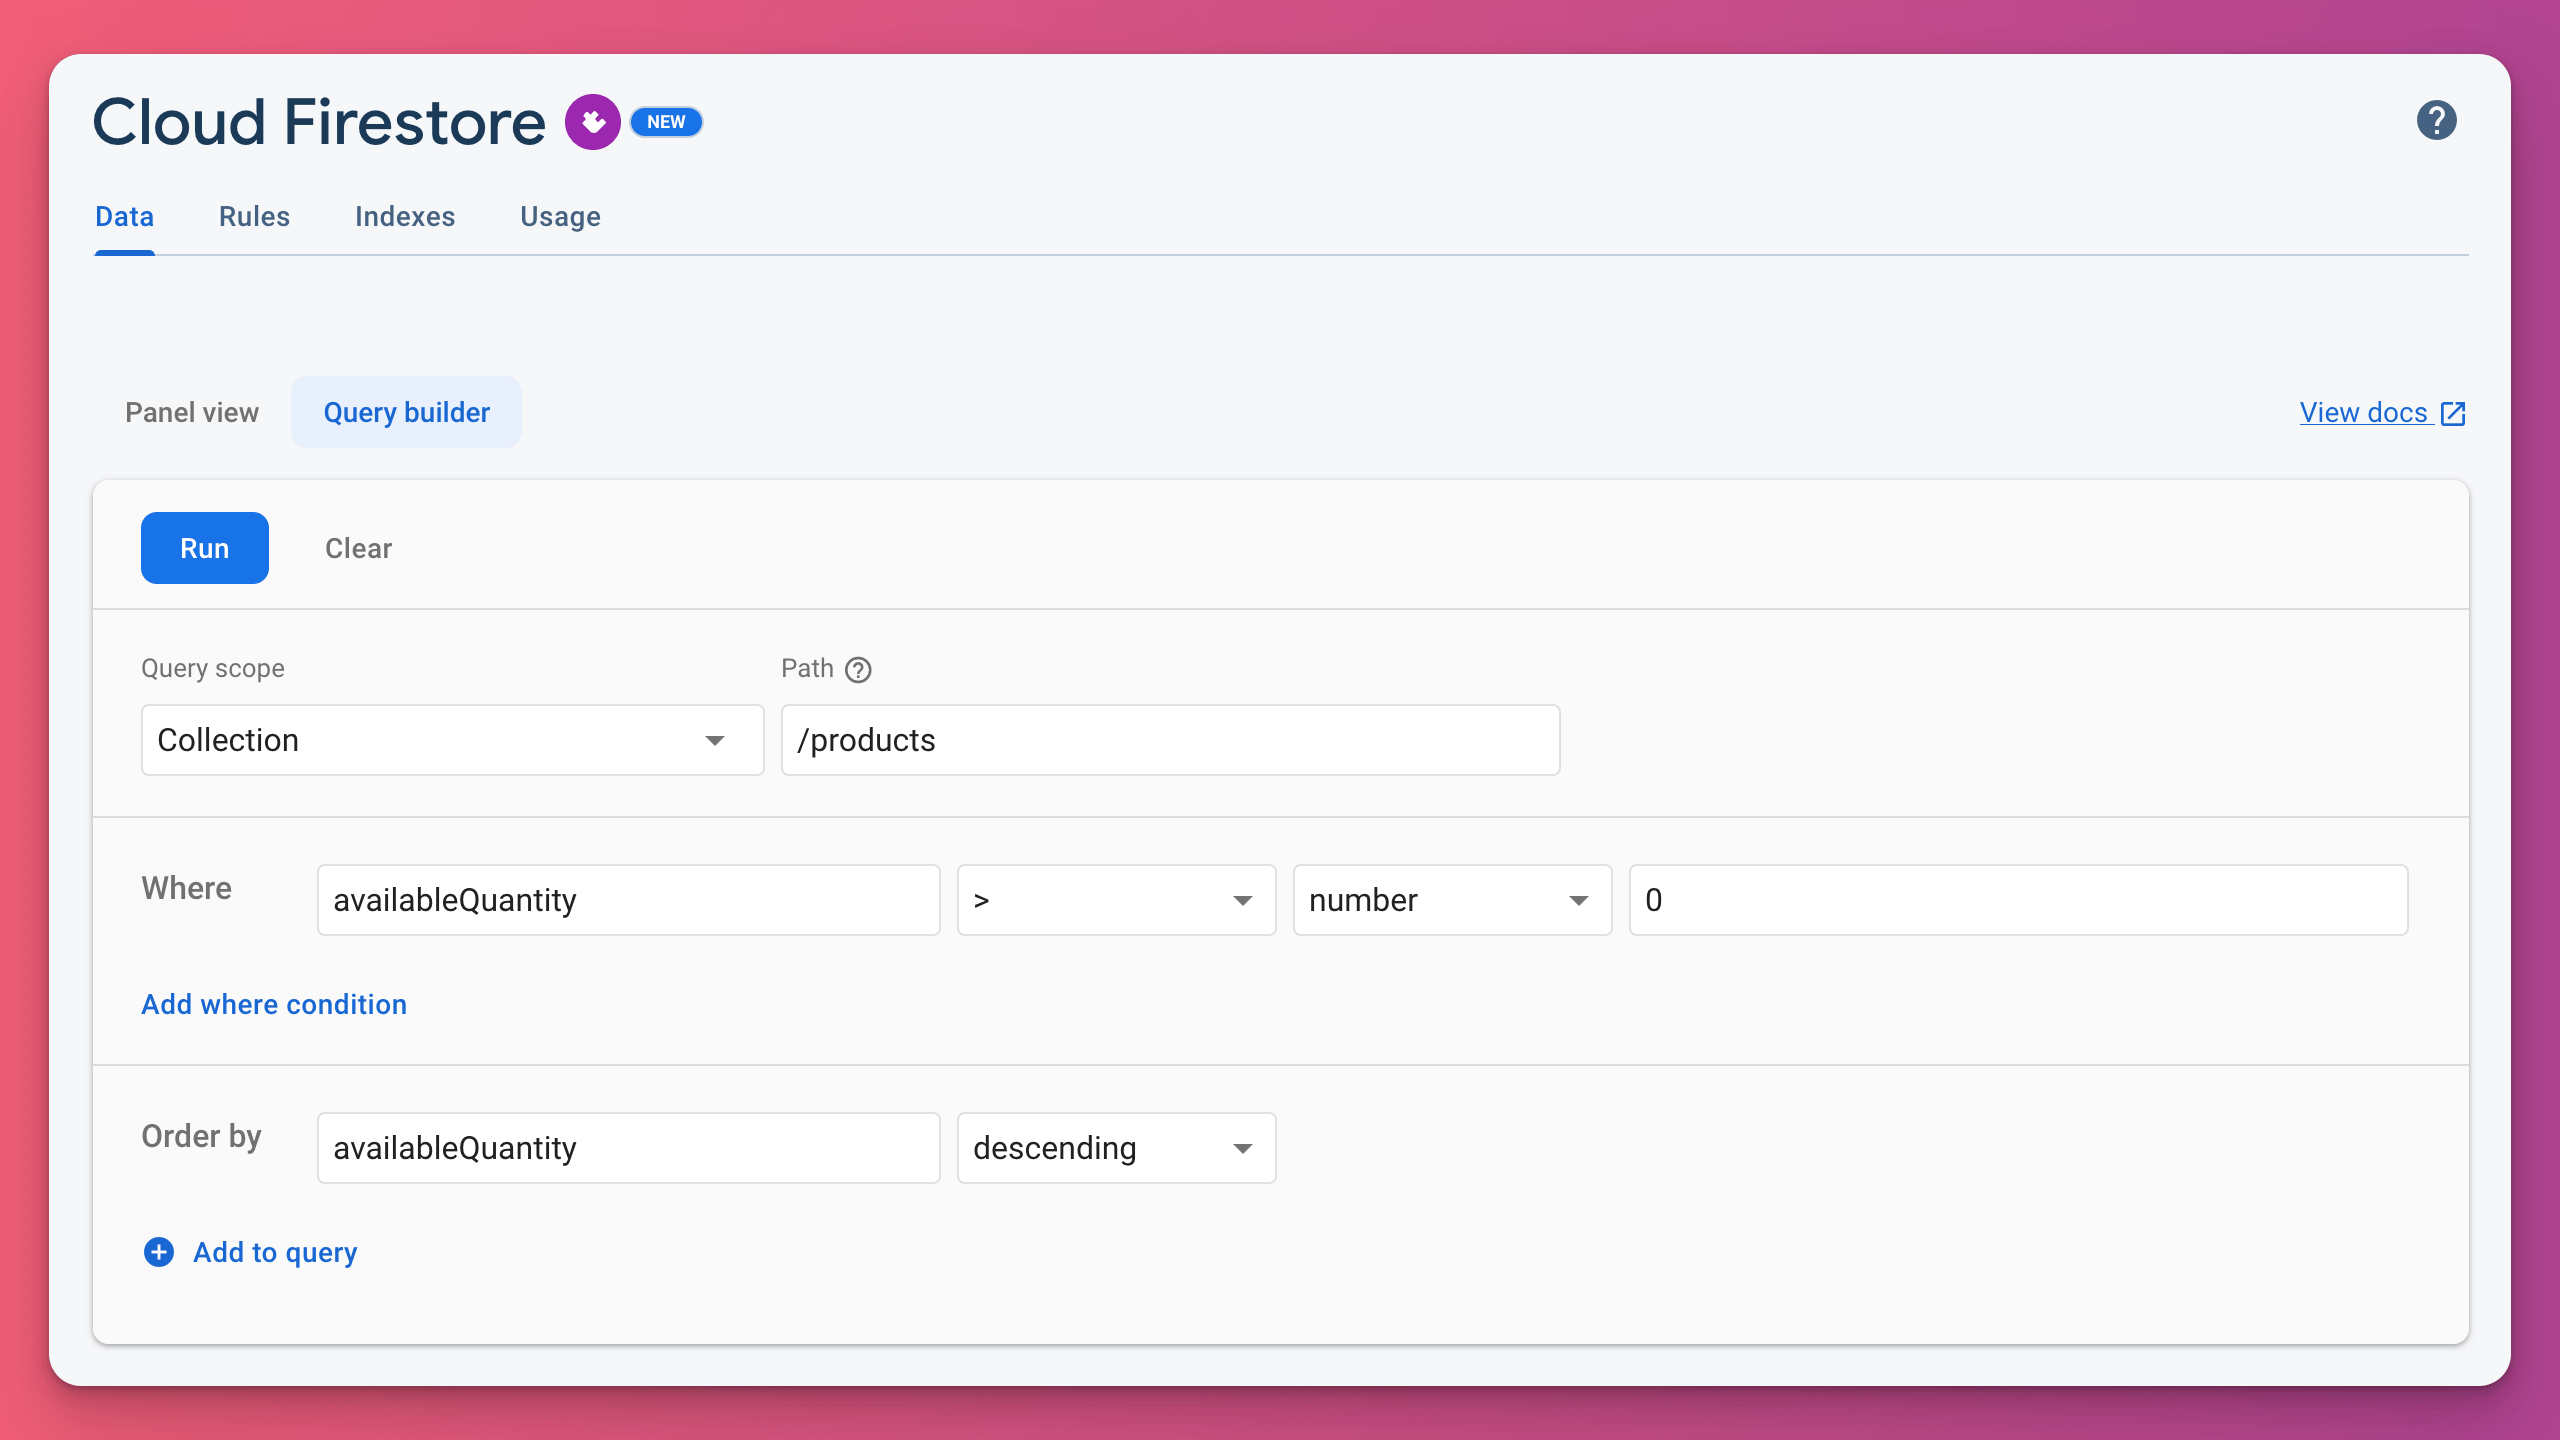 Cloud Firestore NEW
Data Rules Indexes Usage
Panel view Query builder View docs
Run Clear
Query scope Path
Collection /products
Where availableQuantity > number 0
Add where condition
Order by availableQuantity descending
Add to query